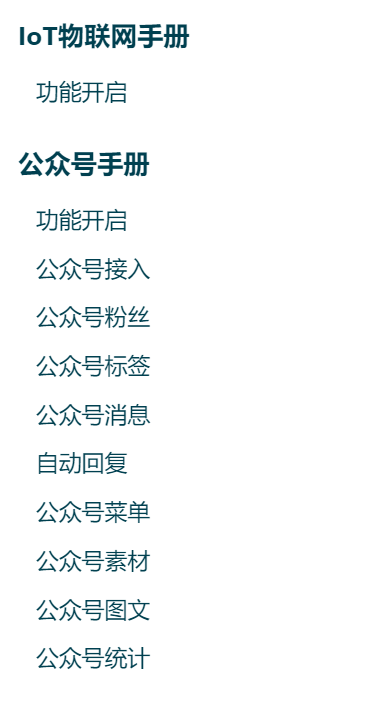 IoT物联网手册
功能开启
公众号手册
功能开启
公众号接入
公众号粉丝
公众号标签
公众号消息
自动回复
公众号菜单
公众号素材
公众号图文
公众号统计